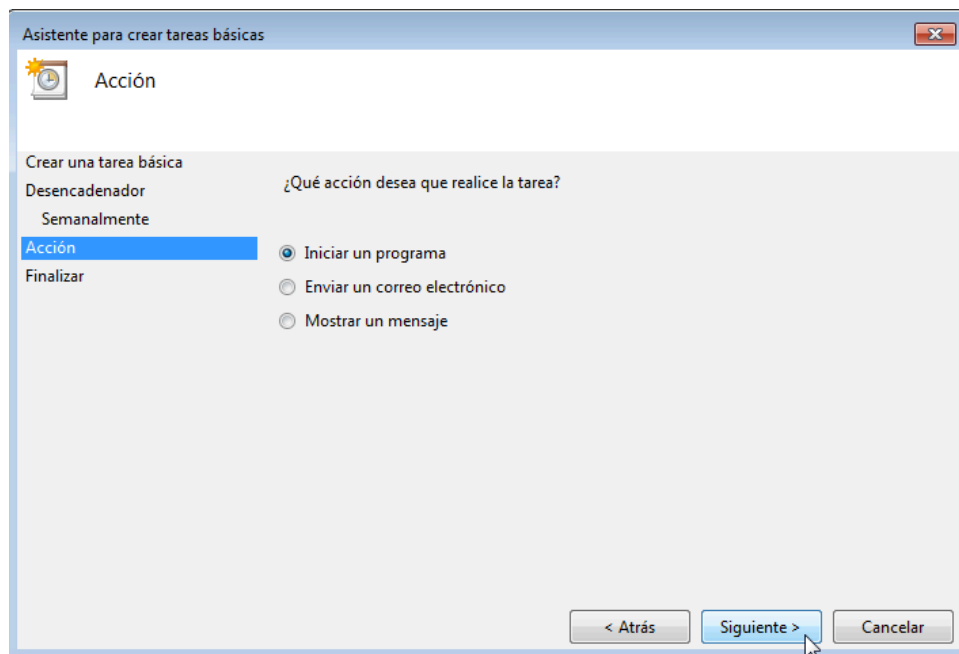 Asistente para crear tareas básicas
Acción
Crear una tarea básica
Desencadenador
Semanalmente
Acción
Finalizar
¿Qué acción desea que realice la tarea?
Iniciar un programa
Enviar un correo electrónico
Mostrar un mensaje
< Atrás
Siguiente >
Cancelar